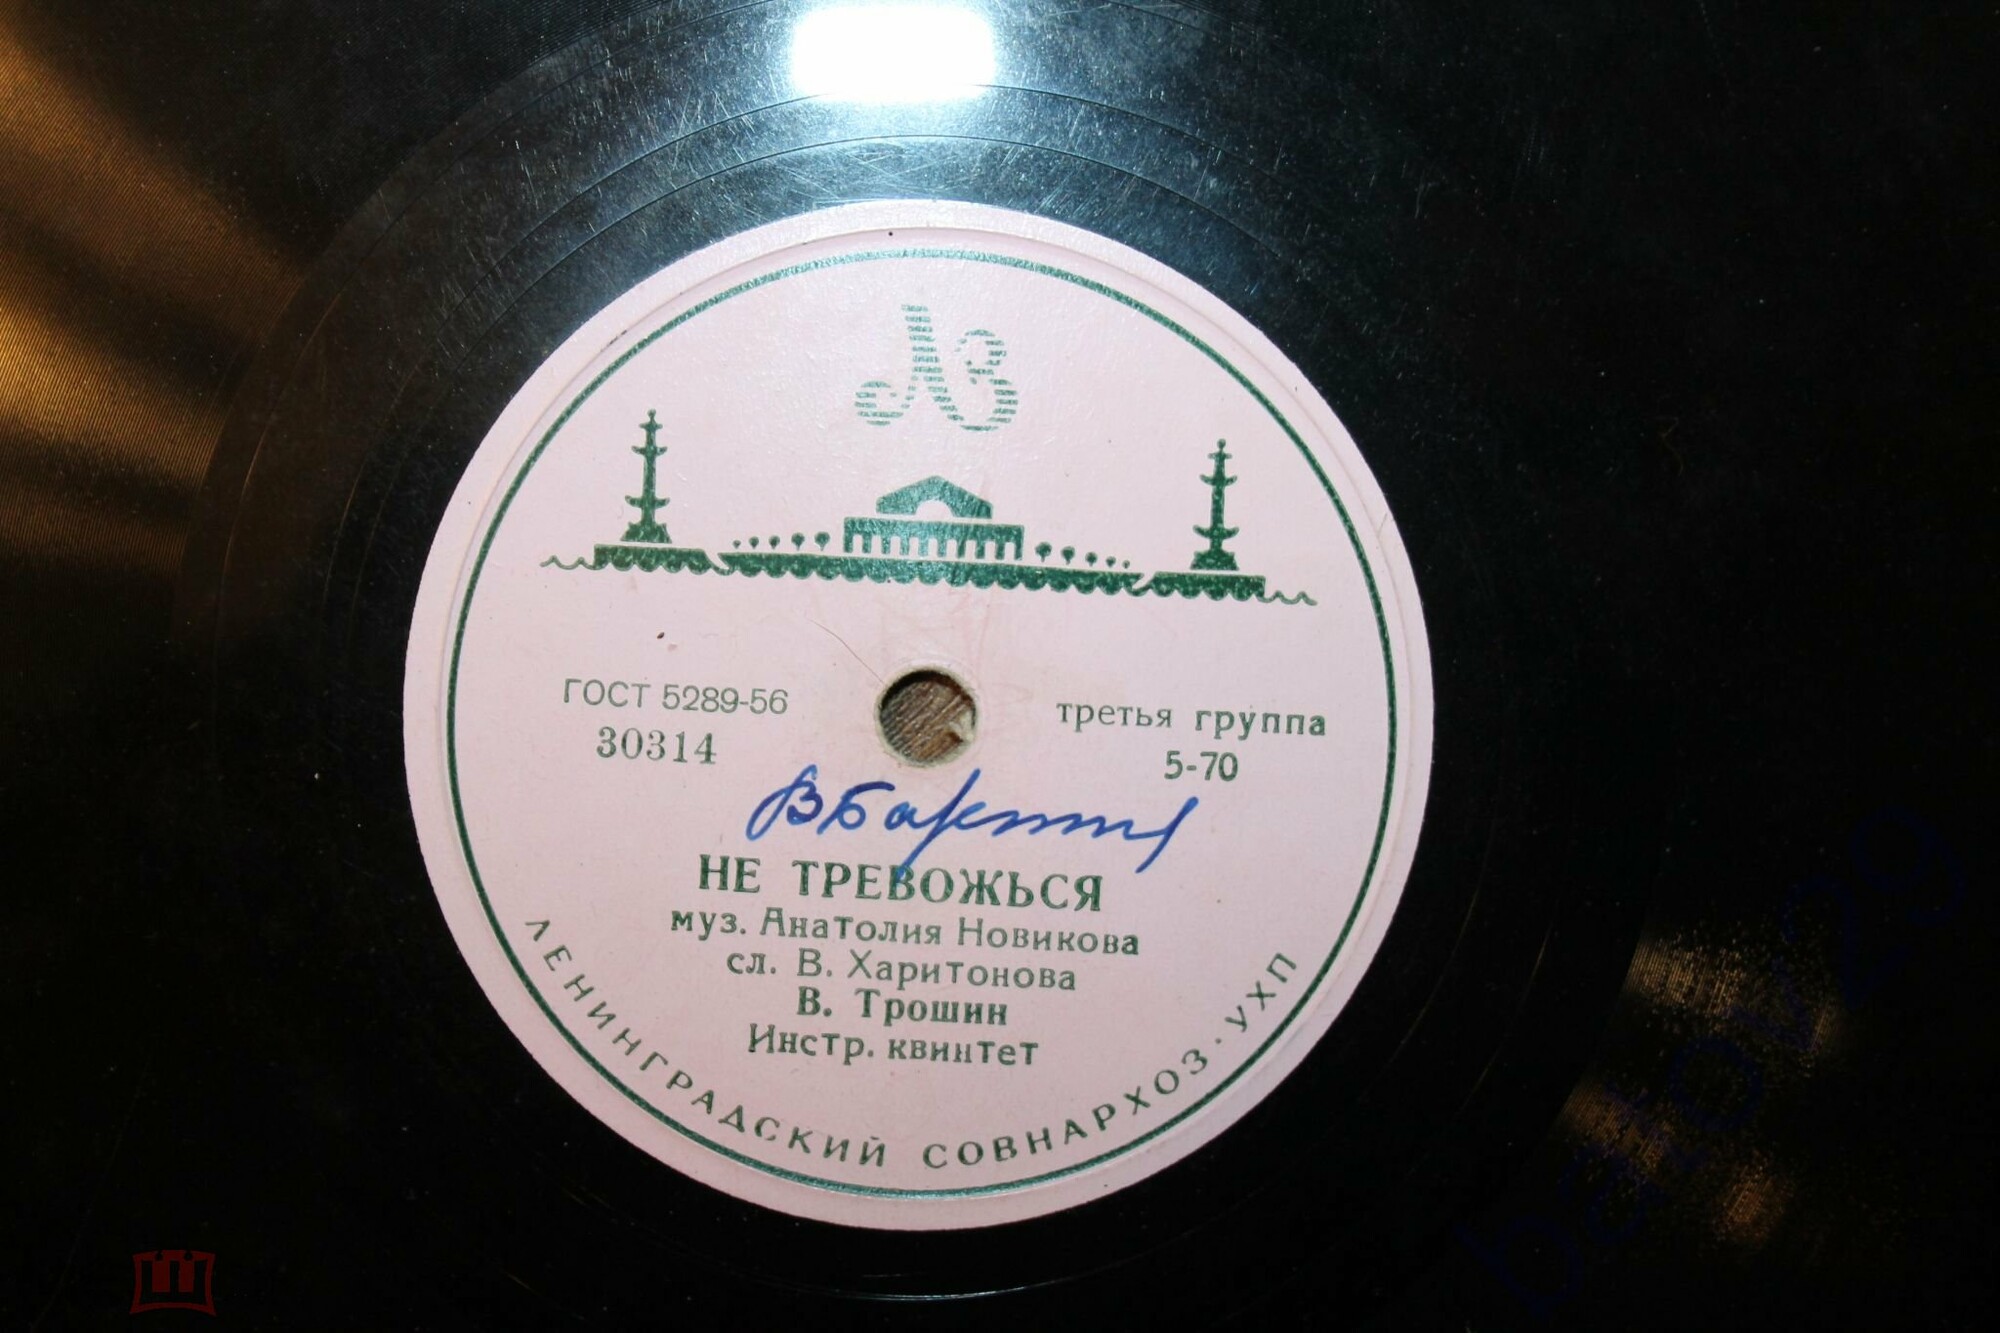 ГОСТ 5289-56
30314
третья группа
5-70
НЕ ТРЕВОЖЬСЯ
муз. Анатолия Новикова
сл. В. Харитонова
В. Трошин
Инстр. квинтет
ЛЕНИНГРАДСКИЙ СОВНАРХОЗ · УХП